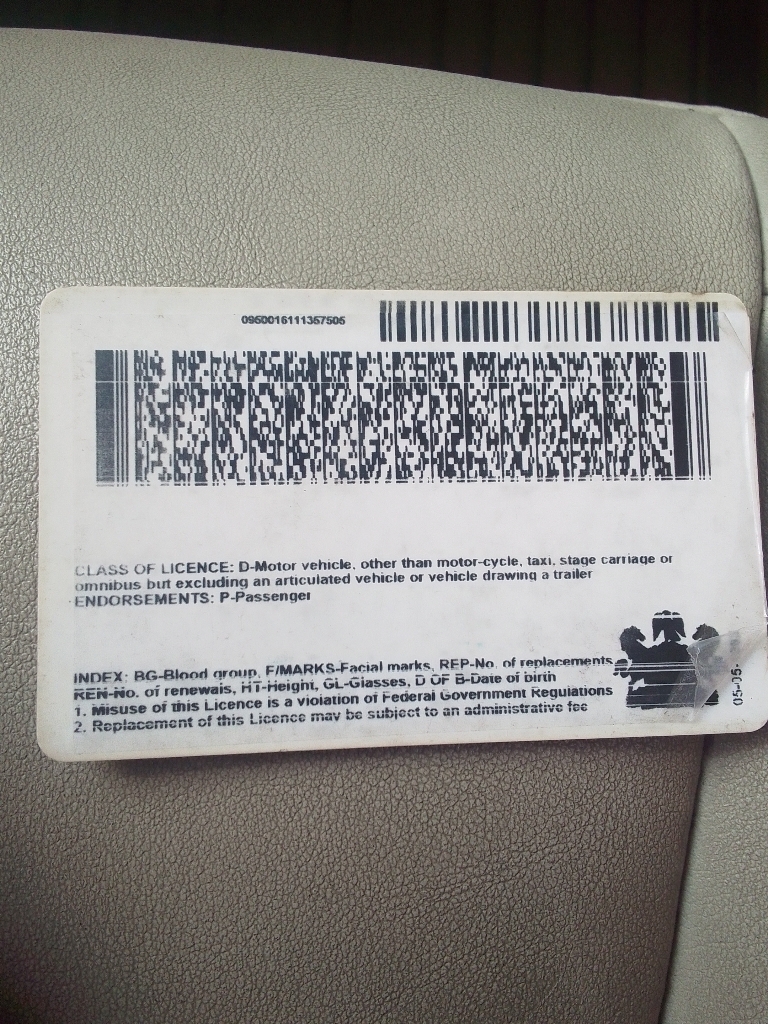 0950016111357505
CLASS OF LICENCE: D-Motor vehicle, other than motor-cycle, taxi, stage carriage or
omnibus but excluding an articulated vehicle or vehicle drawing a trailer
ENDORSEMENTS: P-Passenger
INDEX: BG-Blood group, F/MARKS-Facial marks, REP-No. of replacements
REN-No. of renewals, HT-Height, GL-Glasses, D OF B-Date of birth
1. Misuse of this Licence is a violation of Federal Government Regulations
2. Replacement of this Licence may be subject to an administrative fee
05-05-